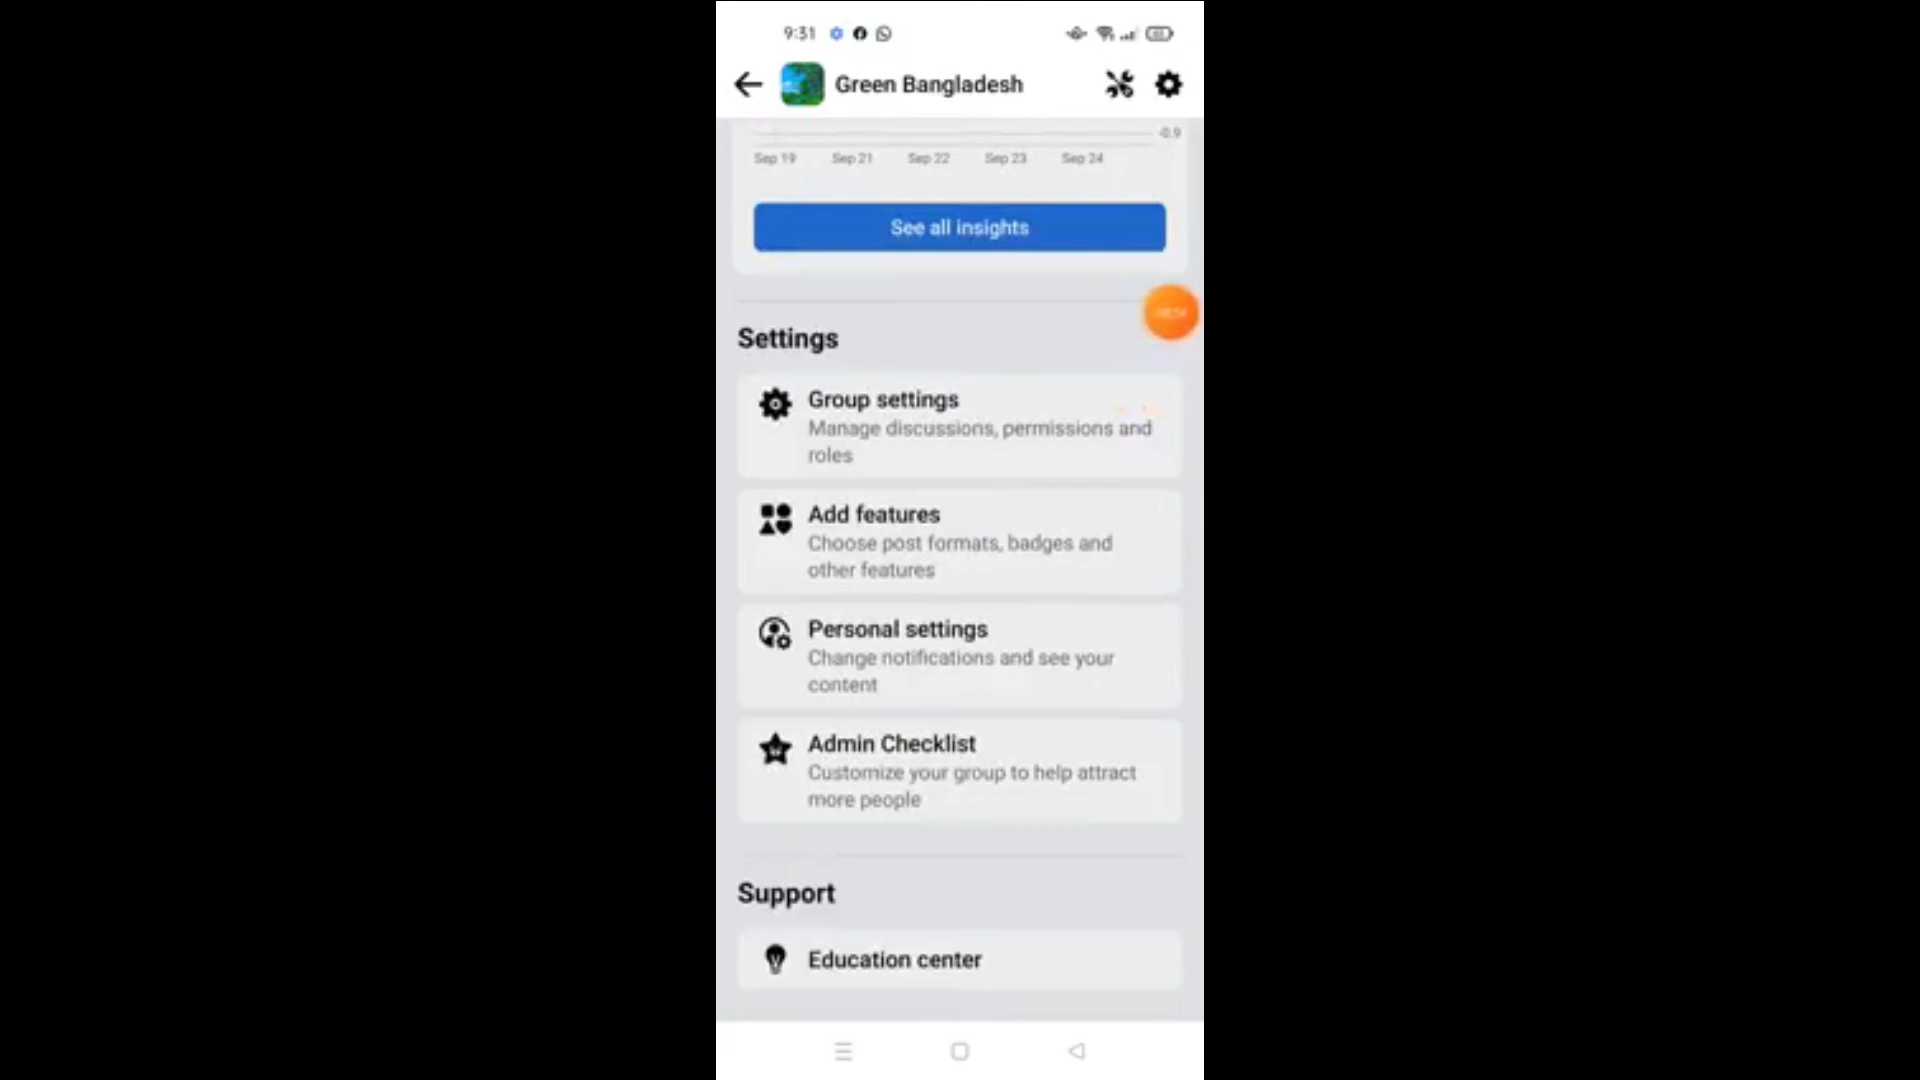 9:31
Green Bangladesh
-0.9
Sep 19 Sep 21 Sep 22 Sep 23 Sep 24
See all insights
Settings
Group settings
Manage discussions, permissions and
roles
Add features
Choose post formats, badges and
other features
Personal settings
Change notifications and see your
content
Admin Checklist
Customize your group to help attract
more people
Support
Education center